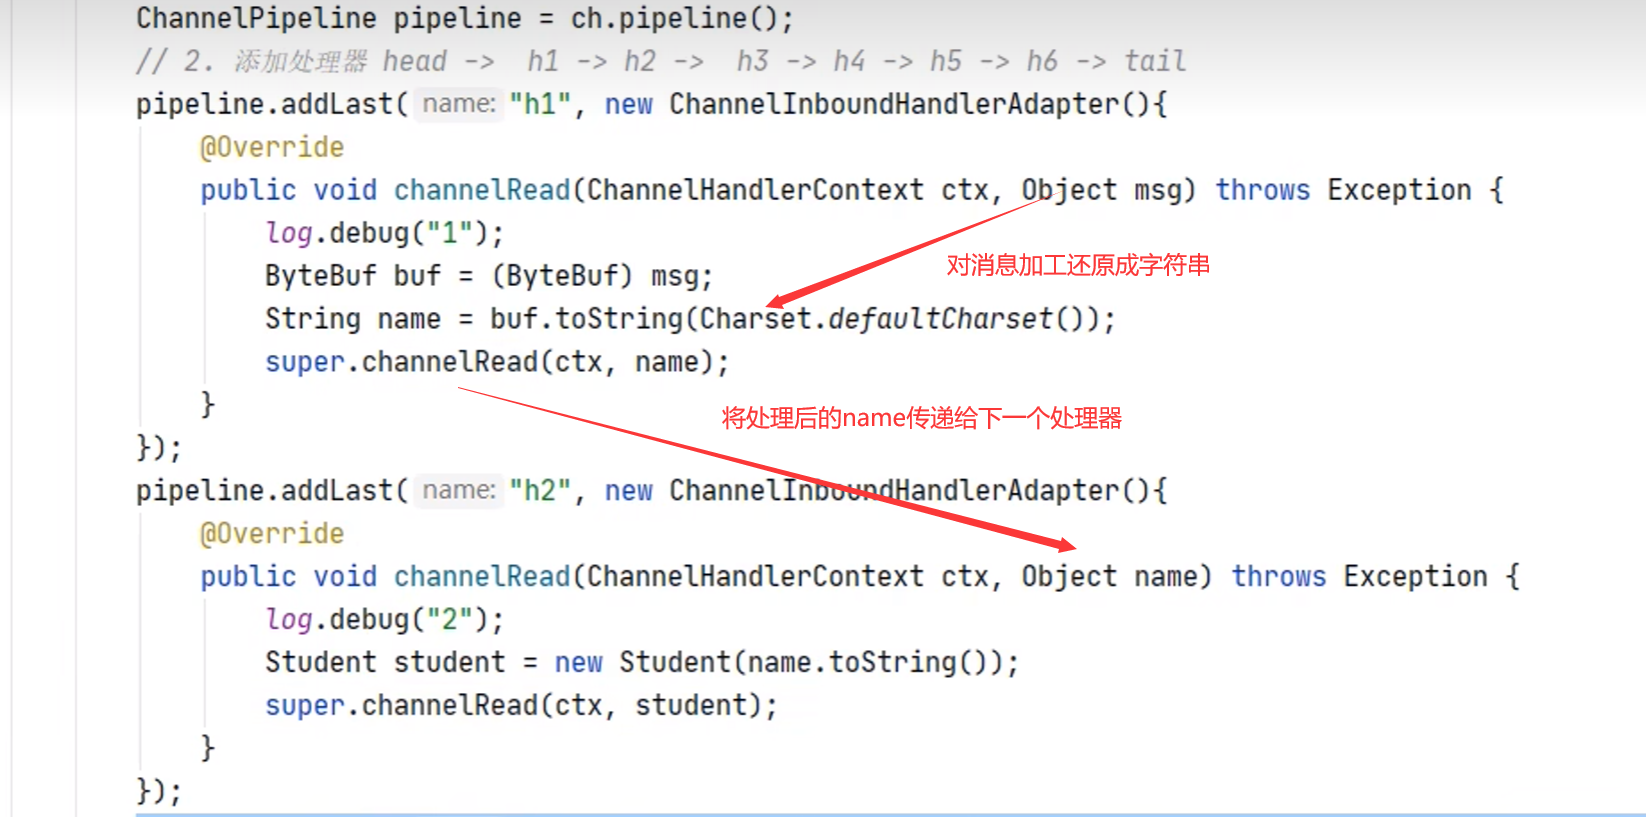 ChannelPipeline pipeline = ch.pipeline();
// 2. 添加处理器 head -> h1 -> h2 -> h3 -> h4 -> h5 -> h6 -> tail
pipeline.addLast( name: "h1", new ChannelInboundHandlerAdapter(){
@Override
public void channelRead(ChannelHandlerContext ctx, Object msg) throws Exception {
log.debug("1");
ByteBuf buf = (ByteBuf) msg;
对消息加工还原成字符串
String name = buf.toString(Charset.defaultCharset());
super.channelRead(ctx, name);
}
将处理后的name传递给下一个处理器
});
pipeline.addLast( name: "h2", new ChannelInboundHandlerAdapter(){
@Override
public void channelRead(ChannelHandlerContext ctx, Object name) throws Exception {
log.debug("2");
Student student = new Student(name.toString());
super.channelRead(ctx, student);
}
});